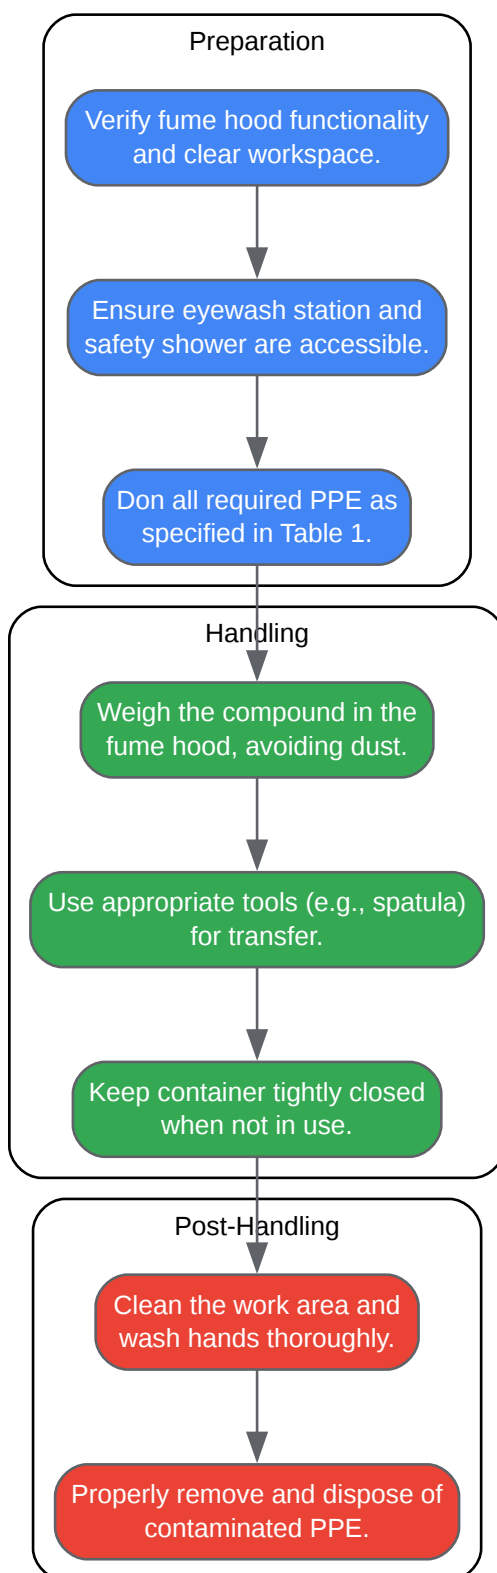 Preparation
Verify fume hood functionality
and clear workspace.
Ensure eyewash station and
safety shower are accessible.
Don all required PPE as
specified in Table 1.
Handling
Weigh the compound in the
fume hood, avoiding dust.
Use appropriate tools (e.g., spatula)
for transfer.
Keep container tightly closed
when not in use.
Post-Handling
Clean the work area and
wash hands thoroughly.
Properly remove and dispose of
contaminated PPE.